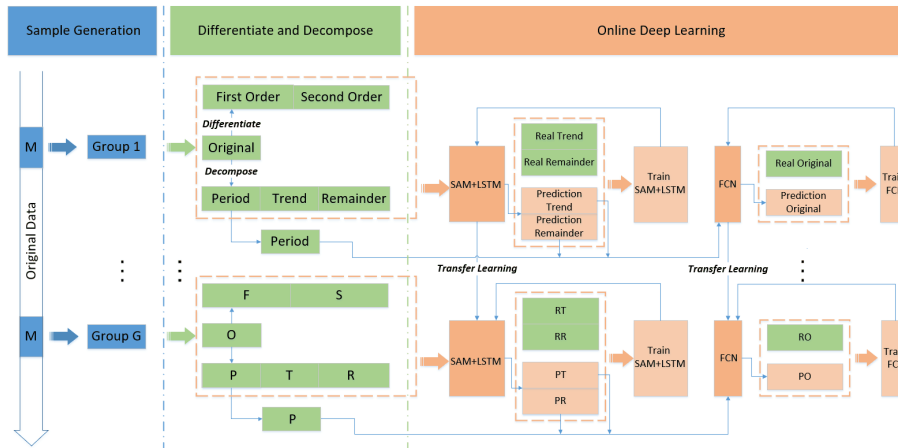 Sample Generation
Differentiate and Decompose
Online Deep Learning
Original Data
M
Group 1
First Order
Second Order
Differentiate
Original
Decompose
Period
Trend
Remainder
Period
SAM+LSTM
Real Trend
Real Remainder
Prediction
Trend
Prediction
Remainder
Train
SAM+LSTM
FCN
Real Original
Prediction
Original
Transfer Learning
Transfer Learning
M
Group G
F
S
O
P
T
R
P
SAM+LSTM
RT
RR
PT
PR
Train
SAM+LSTM
FCN
RO
PO